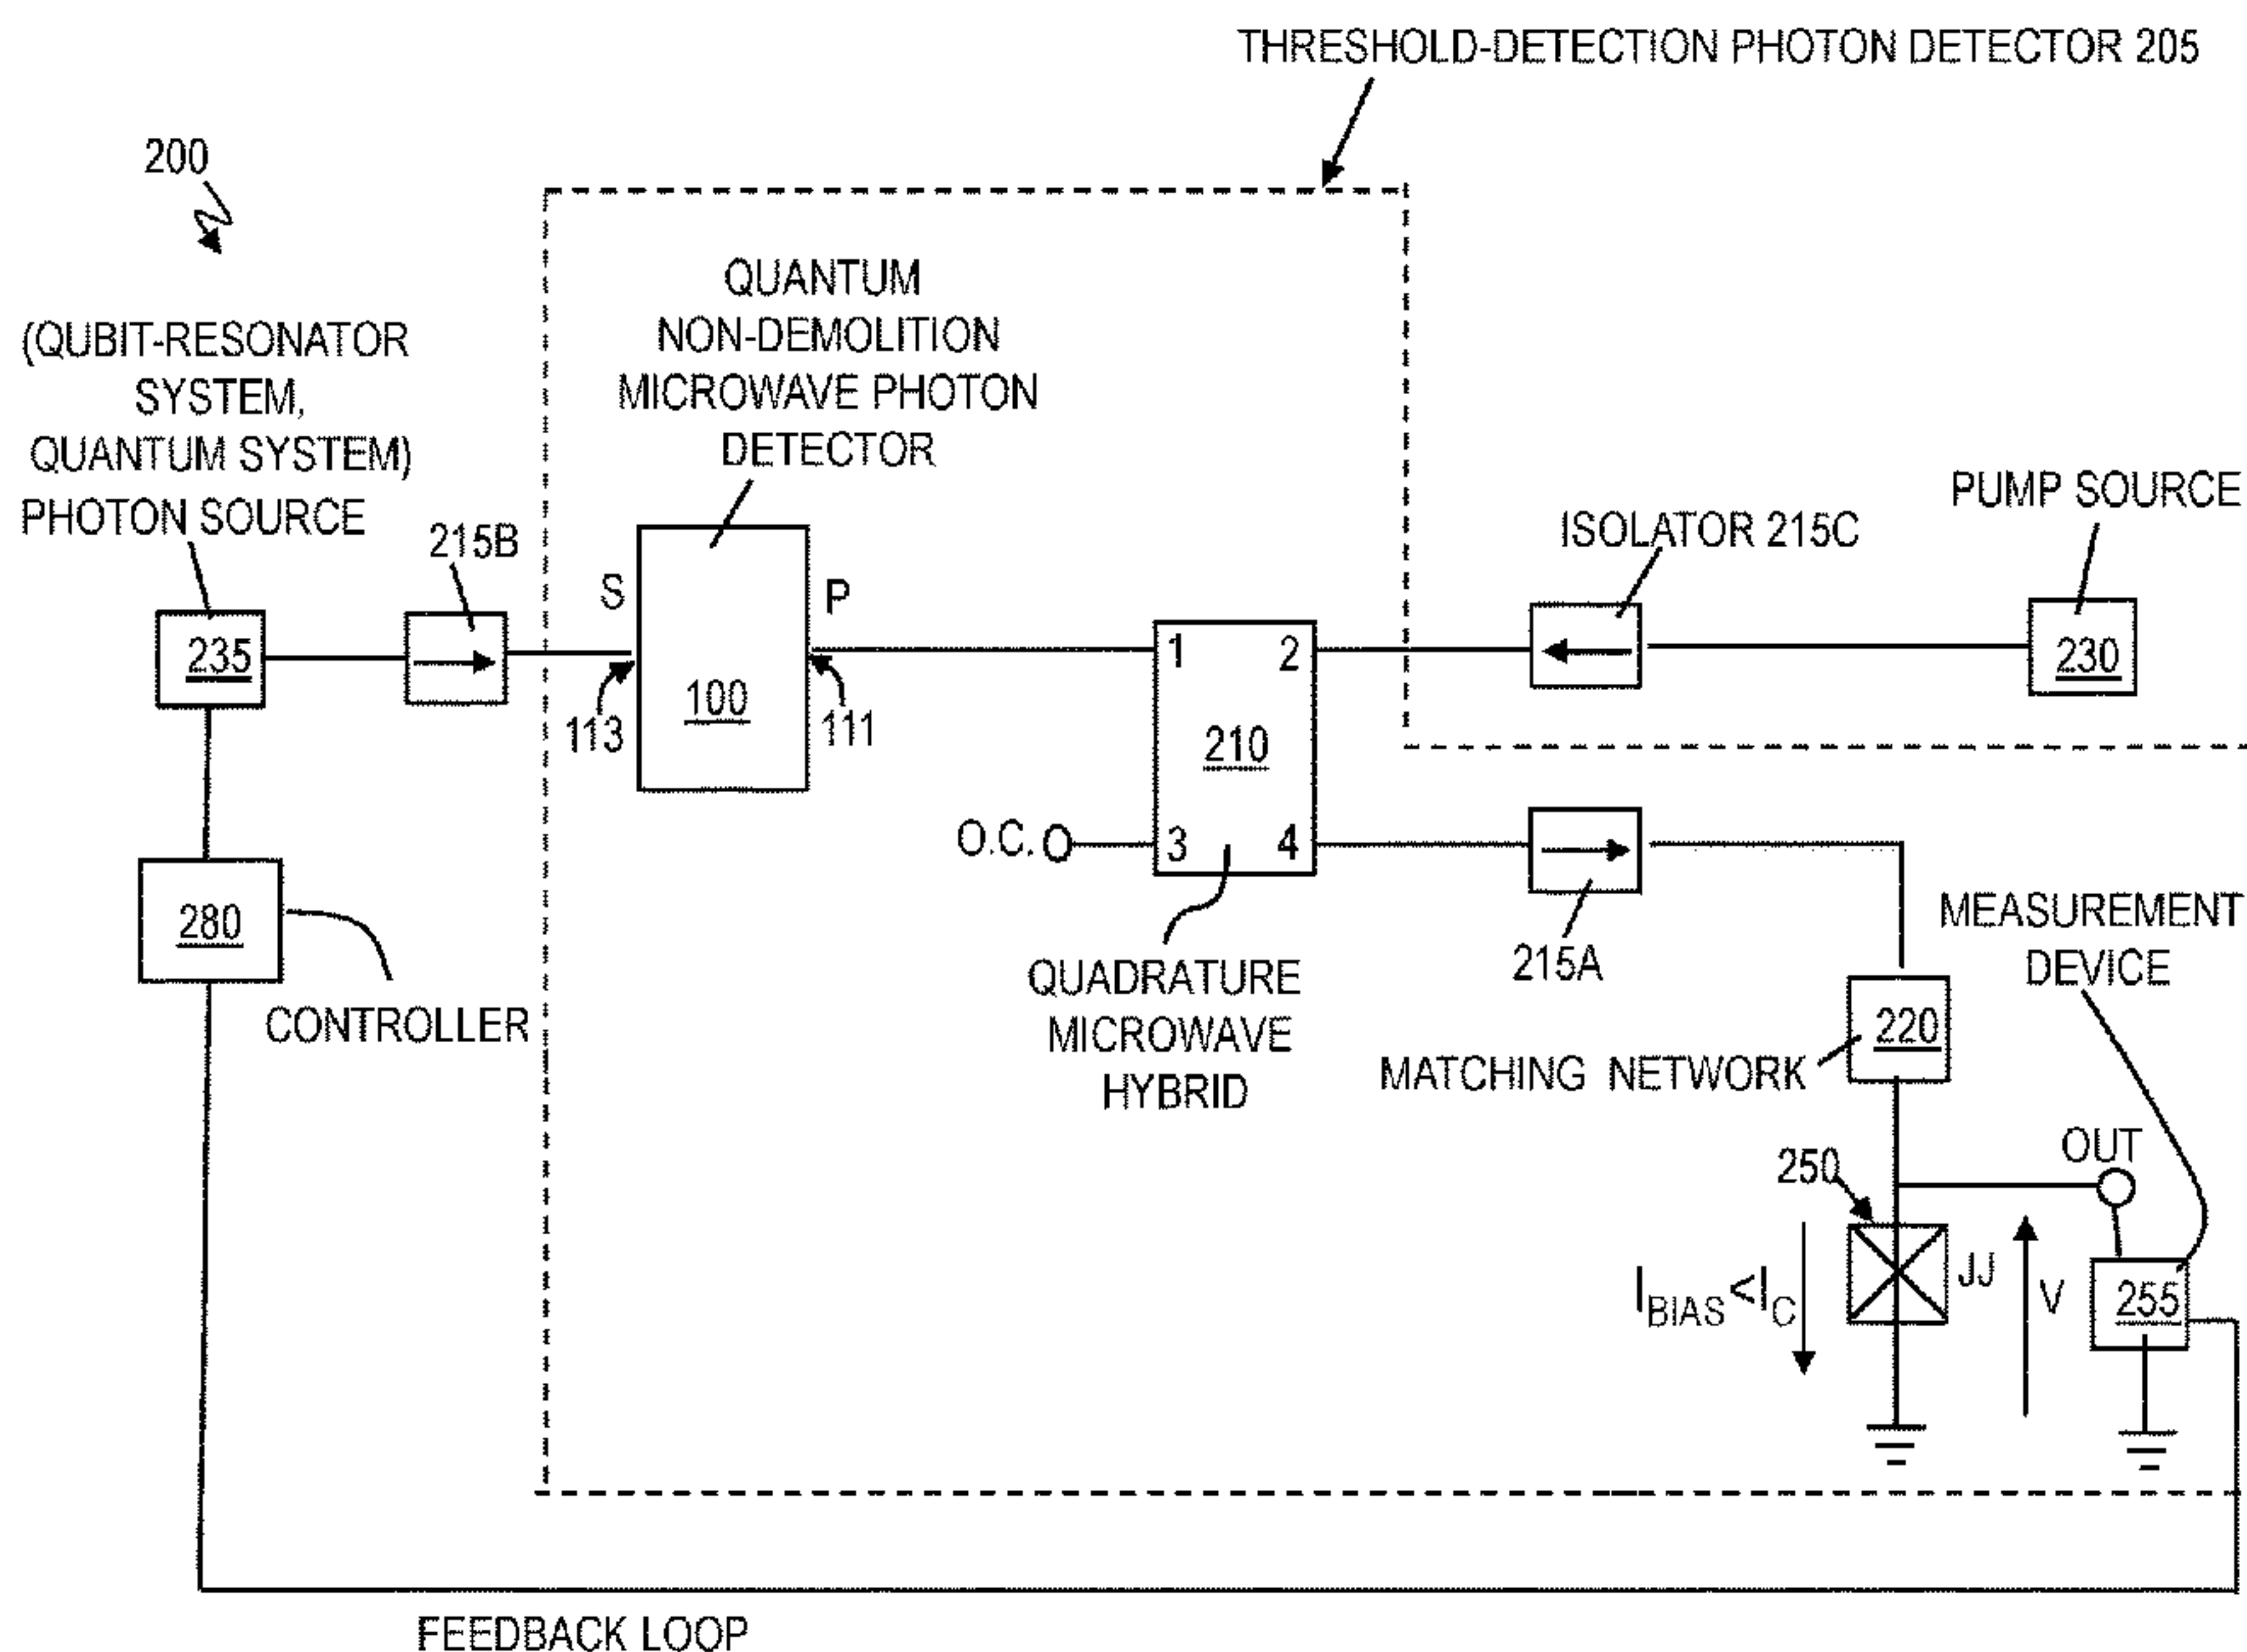 THRESHOLD-DETECTION PHOTON DETECTOR 205
200
(QUBIT-RESONATOR
SYSTEM,
QUANTUM SYSTEM)
PHOTON SOURCE
QUANTUM
NON-DEMOLITION
MICROWAVE PHOTON
DETECTOR
215B
ISOLATOR 215C
PUMP SOURCE
S
P
235
113
100
111
1
2
210
230
O.C.
3
4
280
CONTROLLER
QUADRATURE
MICROWAVE
HYBRID
215A
MEASUREMENT
DEVICE
220
MATCHING NETWORK
250
OUT
I BIAS < I C
JJ
V
255
FEEDBACK LOOP